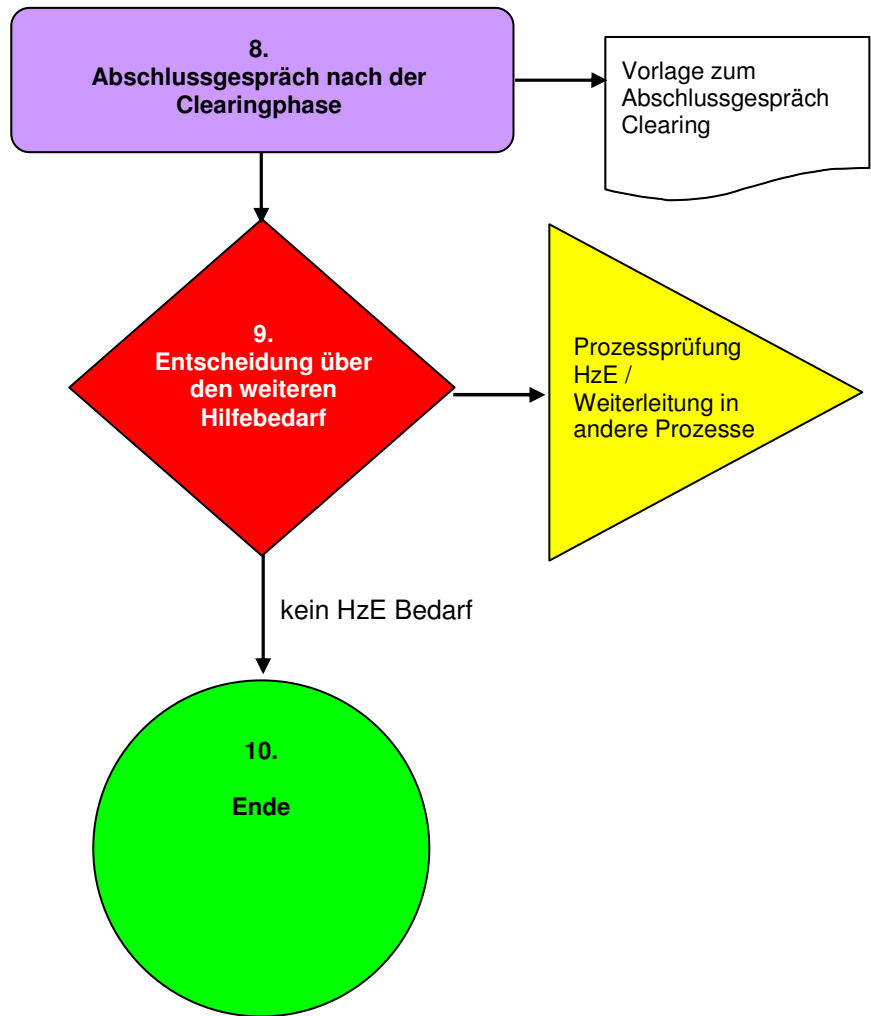 8.
Abschlussgespräch nach der
Clearingphase
Vorlage zum
Abschlussgespräch
Clearing
9.
Entscheidung über
den weiteren
Hilfebedarf
Prozessprüfung
HzE /
Weiterleitung in
andere Prozesse
kein HzE Bedarf
10.
Ende